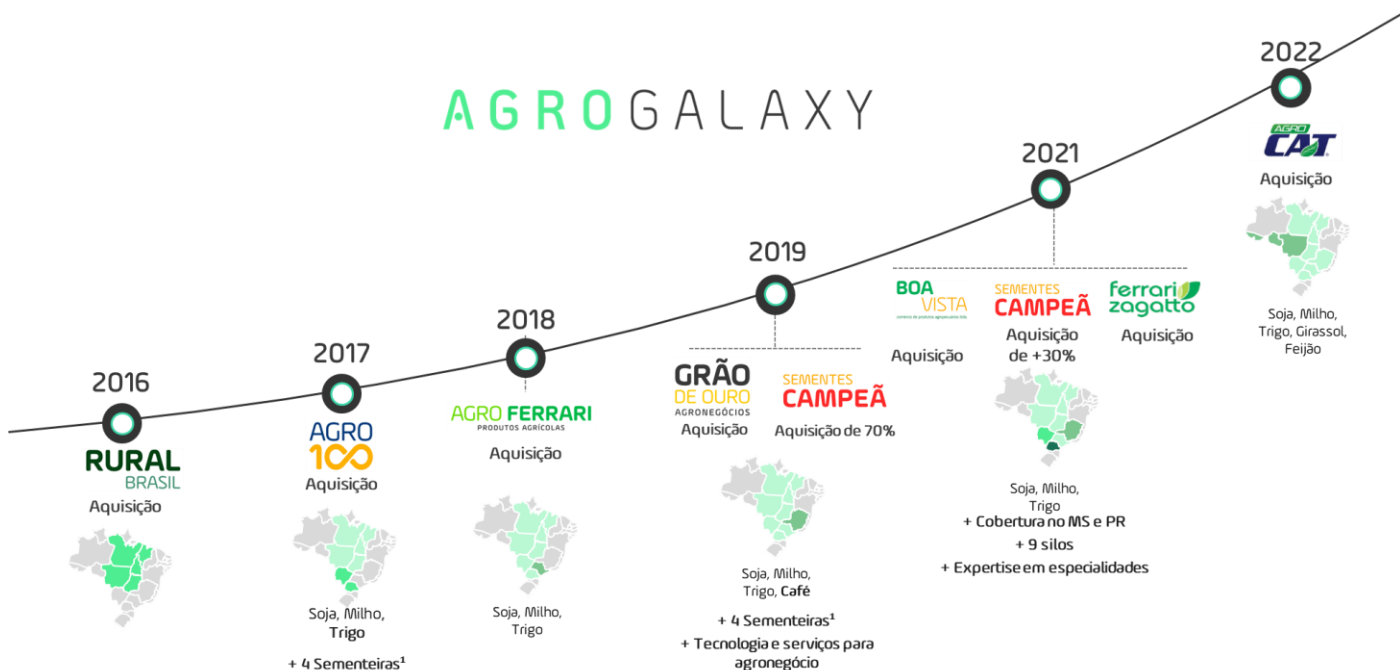 AGROGALAXY
2016
RURAL
BRASIL
Aquisição
2017
AGRO
100
Aquisição
Soja, Milho,
Trigo
+ 4 Sementeiras¹
2018
AGRO FERRARI
PRODUTOS AGRÍCOLAS
Aquisição
Soja, Milho,
Trigo
2019
GRÃO
DE OURO
AGRONEGÓCIOS
Aquisição
SEMENTES
CAMPEÃ
Aquisição de 70%
Soja, Milho,
Trigo, Café
+ 4 Sementeiras¹
+ Tecnologia e serviços para
agronegócio
2021
BOA
VISTA
Aquisição
SEMENTES
CAMPEÃ
Aquisição
de +30%
ferrari
zagatto
Aquisição
Soja, Milho,
Trigo
+ Cobertura no MS e PR
+ 9 silos
+ Expertise em especialidades
2022
AGRO
CAT
Aquisição
Soja, Milho,
Trigo, Girassol,
Feijão